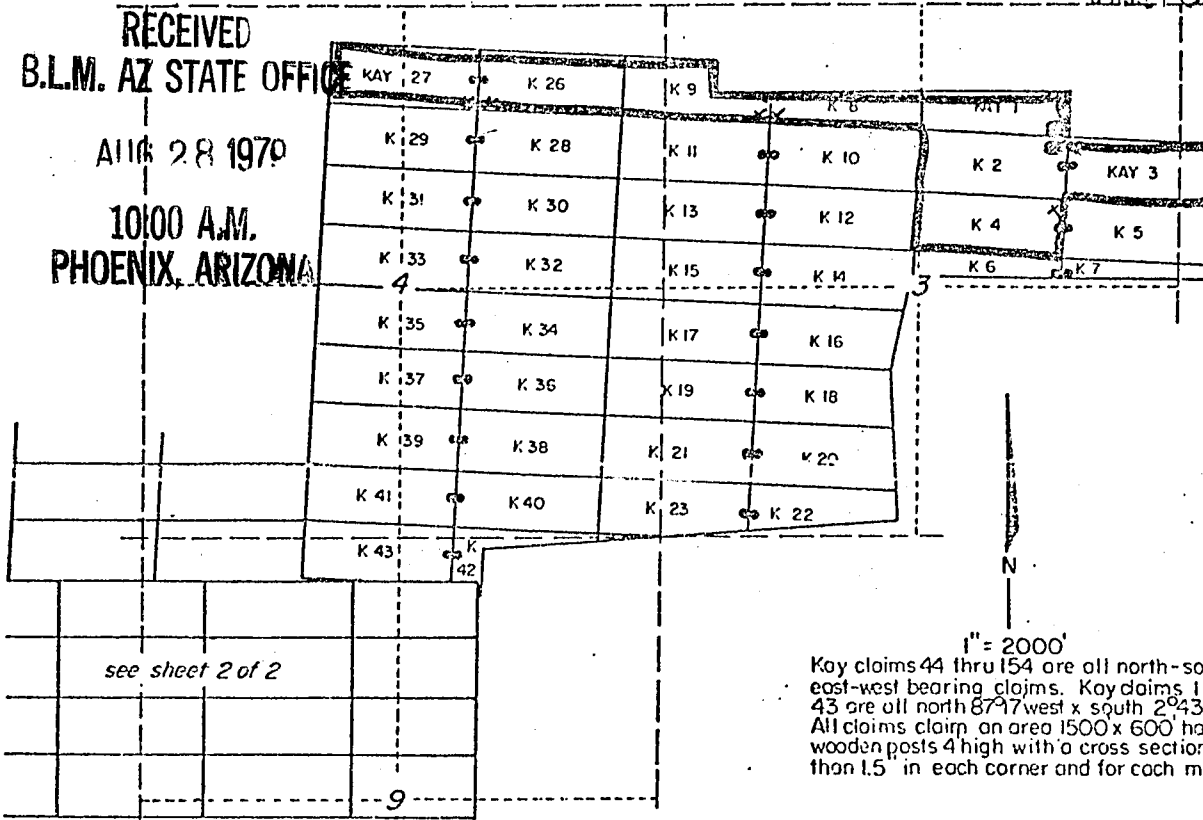 RECEIVED
B.L.M. AZ STATE OFFICE
AUG 28 1979
10:00 A.M.
PHOENIX, ARIZONA
KAY 27
K 26
K 9
K 8
KAY 1
K 29
K 28
K 11
K 10
K 2
KAY 3
K 31
K 30
K 13
K 12
K 4
K 5
K 33
K 32
K 15
K 14
K 6
K 7
4
3
K 35
K 34
K 17
K 16
K 37
K 36
K 19
K 18
K 39
K 38
K 21
K 20
K 41
K 40
K 23
K 22
K 43
K
42
N
see sheet 2 of 2
1" = 2000'
Kay claims 44 thru 154 are all north-so
east-west bearing claims. Kay claims 1
43 are all north 87°17' west x south 2°43
All claims claim an area 1500' x 600' ha
wooden posts 4' high with a cross section
than 1.5" in each corner and for each m
9